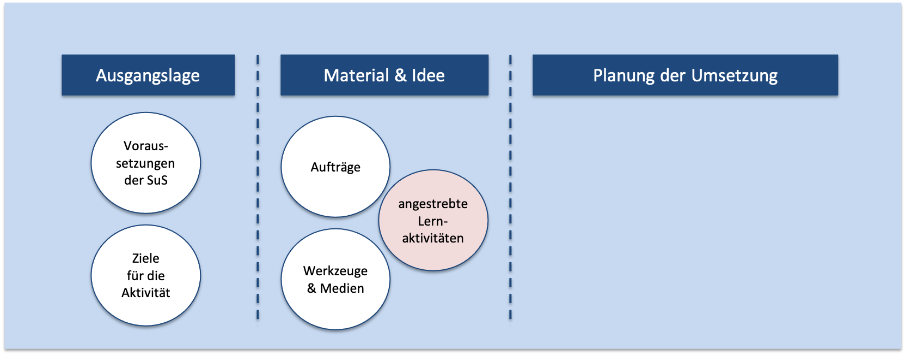 Ausgangslage
Material & Idee
Planung der Umsetzung
Voraus-
setzungen
der SuS
Ziele
für die
Aktivität
Aufträge
Werkzeuge
& Medien
angestrebte
Lern-
aktivitäten